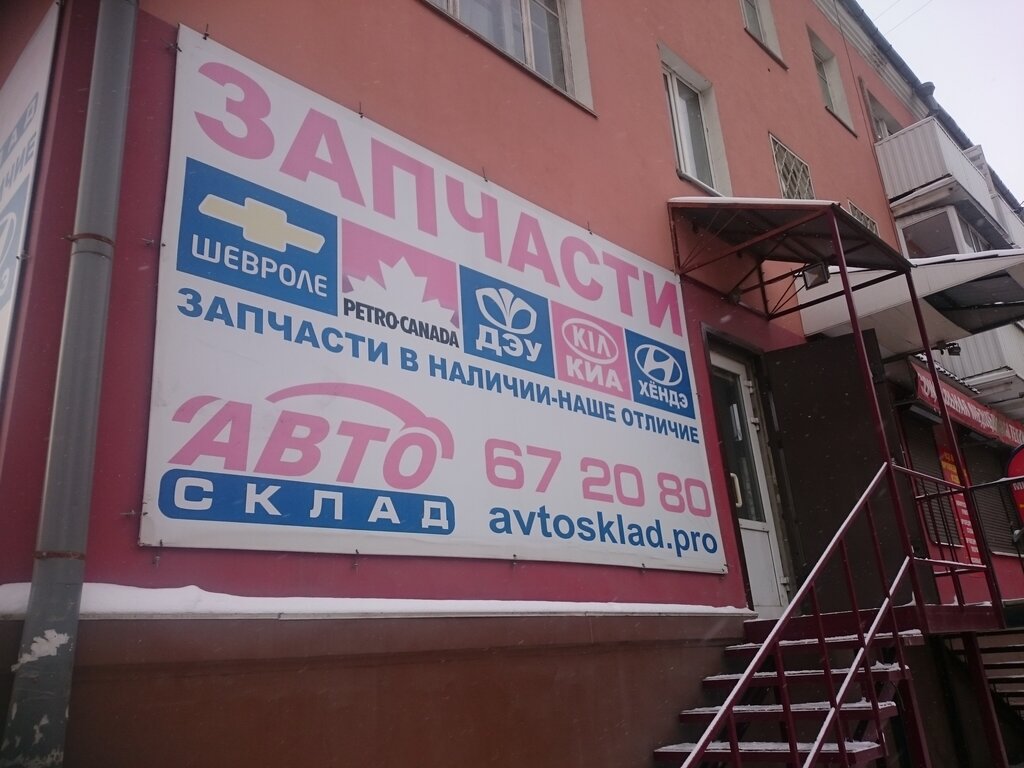 ЗАПЧАСТИ
ШЕВРОЛЕ
PETRO-CANADA
ДЭУ
KIA
КИА
ХЁНДЭ
ЗАПЧАСТИ В НАЛИЧИИ-НАШЕ ОТЛИЧИЕ
АВТО 67 20 80
СКЛАД avtosklad.pro